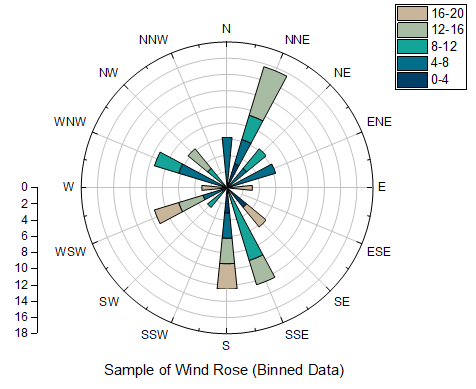 N
16-20
12-16
8-12
4-8
0-4
NNW
NNE
NW
NE
WNW
ENE
W
E
WSW
ESE
SW
SE
SSW
SSE
S
0
2
4
6
8
10
12
14
16
18
Sample of Wind Rose (Binned Data)